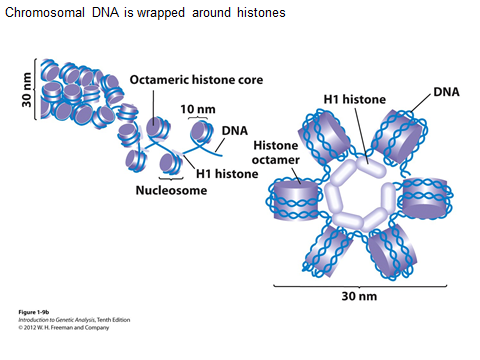 Chromosomal DNA is wrapped around histones
30 nm
Octameric histone core
10 nm
DNA
H1 histone
Nucleosome
H1 histone
DNA
Histone
octamer
30 nm
Figure 1-9b
Introduction to Genetic Analysis, Tenth Edition
© 2012 W. H. Freeman and Company